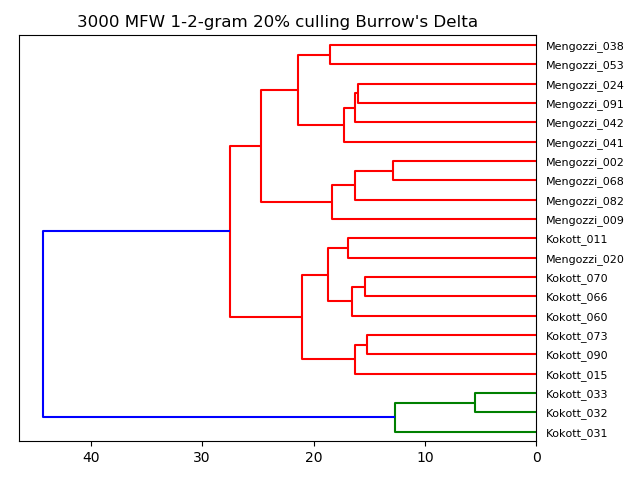 3000 MFW 1-2-gram 20% culling Burrow's Delta
Mengozzi_038
Mengozzi_053
Mengozzi_024
Mengozzi_091
Mengozzi_042
Mengozzi_041
Mengozzi_002
Mengozzi_068
Mengozzi_082
Mengozzi_009
Kokott_011
Mengozzi_020
Kokott_070
Kokott_066
Kokott_060
Kokott_073
Kokott_090
Kokott_015
Kokott_033
Kokott_032
Kokott_031
40 30 20 10 0